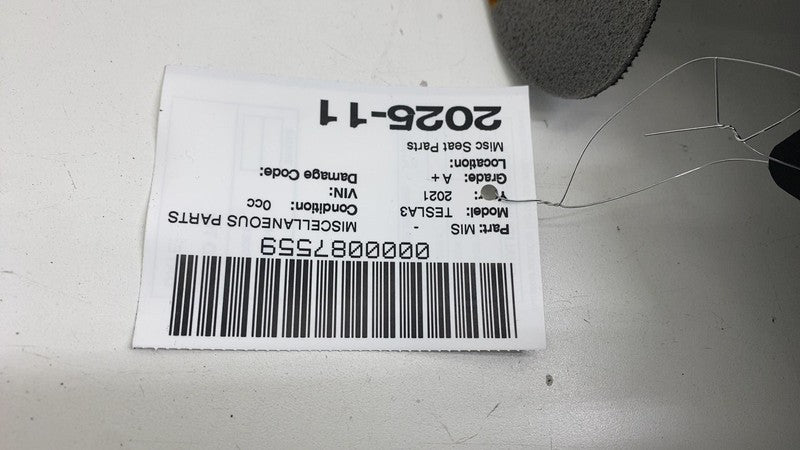 0000087559
Part: MIS - MISCELLANEOUS PARTS
Model: TESLA3 Condition: 0cc
2021 VIN:
Grade: A+ Damage Code:
Location:
Misc Seat Parts
2025-11